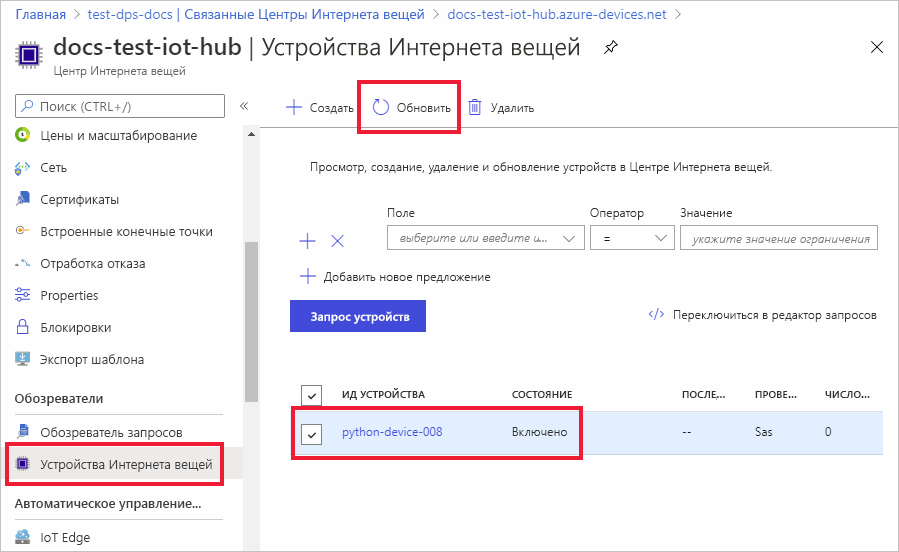 Главная > test-dps-docs | Связанные Центры Интернета вещей > docs-test-iot-hub.azure-devices.net >
docs-test-iot-hub | Устройства Интернета вещей
Центр Интернета вещей
Поиск (CTRL+/)
«
Цены и масштабирование
Сеть
Сертификаты
Встроенные конечные точки
Отработка отказа
Properties
Блокировки
Экспорт шаблона
Обозреватели
Обозреватель запросов
Устройства Интернета вещей
Автоматическое управление...
IoT Edge
Создать Обновить Удалить
Просмотр, создание, удаление и обновление устройств в Центре Интернета вещей.
Поле Оператор Значение
выберите или введите и... = укажите значение ограничения
Добавить новое предложение
Запрос устройств </> Переключиться в редактор запросов
ИД УСТРОЙСТВА СОСТОЯНИЕ ПОСЛЕ,... ПРОВЕ... ЧИСЛО...
python-device-008 Включено -- Sas 0